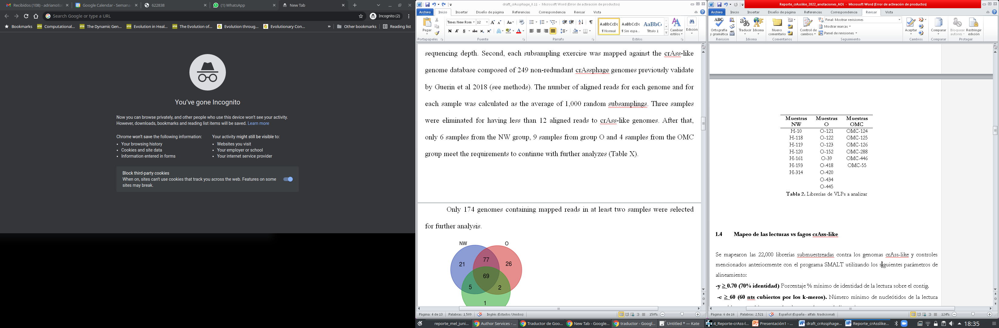 Recibidos (108) - adriano8a
Google Calendar - Semana
622838
(1) WhatsApp
New Tab
Search Google or type a URL
Incognito (2)
Bookmarks
Computational...
The Dynamic Gen...
Evolution in Heal...
The Evolution of...
Evolution throug...
Evolutionary Con...
»
Other bookmarks
Reading list
You've gone Incognito
Now you can browse privately, and other people who use this device won't see your activity.
However, downloads, bookmarks and reading list items will be saved. Learn more
Chrome won't save the following information:
• Your browsing history
• Cookies and site data
• Information entered in forms
Your activity might still be visible to:
• Websites you visit
• Your employer or school
• Your internet service provider
Block third-party cookies
When on, sites can't use cookies that track you across the web. Features on some
sites may break.
draft_crAssphage_0.11 - Microsoft Word (Error de activación de productos)
Archivo Inicio Insertar Diseño de página Referencias Correspondencia Revisar Vista
Pegar
Times New Rom 12
AaBbCcDc AaBbCcDc AaBbC
¶ Normal ¶ Sin espa... Título 1
Cambiar estilos
Edición
Portapapeles Fuente Párrafo Estilos
sequencing depth. Second, each subsampling exercise was mapped against the crAss-like
genome database composed of 249 non-redundant crAssphage genomes previously validate
by Guerin et al 2018 (see methods). The number of aligned reads for each genome and for
each sample was calculated as the average of 1,000 random subsamplings. Three samples
were eliminated for having less than 12 aligned reads to crAss-like genomes. After that,
only 6 samples from the NW group, 9 samples from group O and 4 samples from the OMC
group meet the requirements to continue with further analyzes (Table X).
Only 174 genomes containing mapped reads in at least two samples were selected
for further analysis.
NW O
77
21 26
69
5 2
1
Página: 4 de 13 Palabras: 1,509 Inglés (Estados Unidos) 150%
Reporte_crAsslike_2022_anotaciones_AOL - Microsoft Word (Error de activación de productos)
Archivo Inicio Insertar Diseño de página Referencias Correspondencia Revisar Vista
Ortografía y gramática
Traducir Idioma
Nuevo comentario
Control de cambios
Final: Mostrar revisiones
Mostrar marcas
Panel de revisiones
Aceptar
Comparar
Bloquear autores
Restringir edición
Revisión Idioma Comentarios Seguimiento Cambios Comparar Proteger
Muestras Muestras Muestras
NW O OMC
H-10 O-121 OMC-124
H-118 O-122 OMC-125
H-119 O-123 OMC-126
H-120 O-152 OMC-288
H-161 O-39 OMC-446
H-193 O-418 OMC-55
H-314 O-420
O-434
O-445
Tabla 2. Librerías de VLPs a analizar
1.4 Mapeo de las lecturas vs fagos crAss-like
Se mapearon las 22,000 librerías submuestreadas contra los genomas crAss-like y controles
mencionados anteriormente con el programa SMALT utilizando los siguientes parámetros de
alineamiento:
-y ≥ 0.70 (70% identidad) Porcentaje % mínimo de identidad de la lectura sobre el contig.
-c ≥ 60 (60 nts cubiertos por los k-meros). Número mínimo de nucleótidos de la lectura
Página: 6 de 16 Palabras: 2,521 Español (España - alfab. tradicional) 124%
reporte_mel_juni...
Author Services - ...
Traductor de Goo...
New Tab - Google...
traductor - Googl...
Untitled * — Kate
4_Reporte-crAss-l...
Presentación1 - ...
draft_crAssphage...
Reporte_crAsslike...
18:35